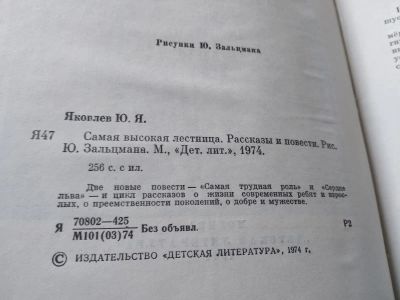 Рисунки Ю. Зальцмана
Яковлев Ю. Я.
Я47 Самая высокая лестница. Рассказы и повести. Рис.
Ю. Зальцмана. М., «Дет. лит.», 1974.
256 с. с ил.
Две новые повести — «Самая трудная роль» и «Сердце
льва» — и цикл рассказов о жизни современных ребят и взрос-
лых, о преемственности поколений, о добре и мужестве.
Я 70802—425
М101(03)74 Без объявл. Р2
© ИЗДАТЕЛЬСТВО «ДЕТСКАЯ ЛИТЕРАТУРА», 1974 г.